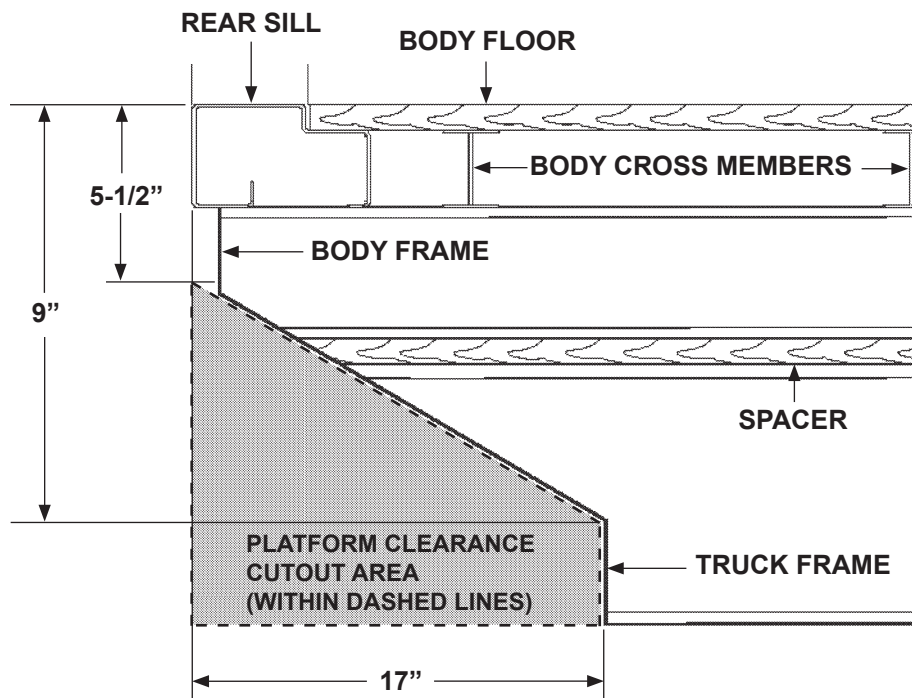 REAR SILL
BODY FLOOR
BODY CROSS MEMBERS
5-1/2”
BODY FRAME
9”
SPACER
PLATFORM CLEARANCE
CUTOUT AREA
(WITHIN DASHED LINES)
TRUCK FRAME
17”